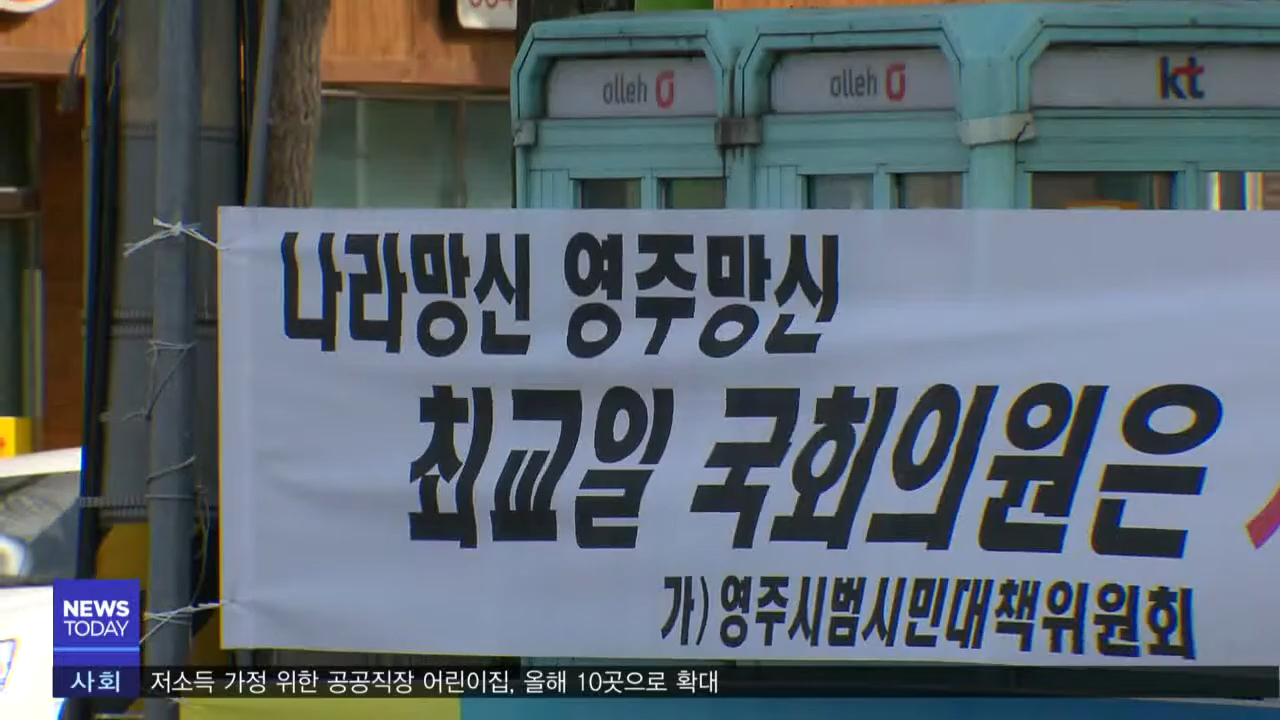 olleh
olleh
kt
나라망신 영주망신
최교일 국회의원은
가) 영주시범시민대책위원회
NEWS
TODAY
사회
저소득 가정 위한 공공직장 어린이집, 올해 10곳으로 확대